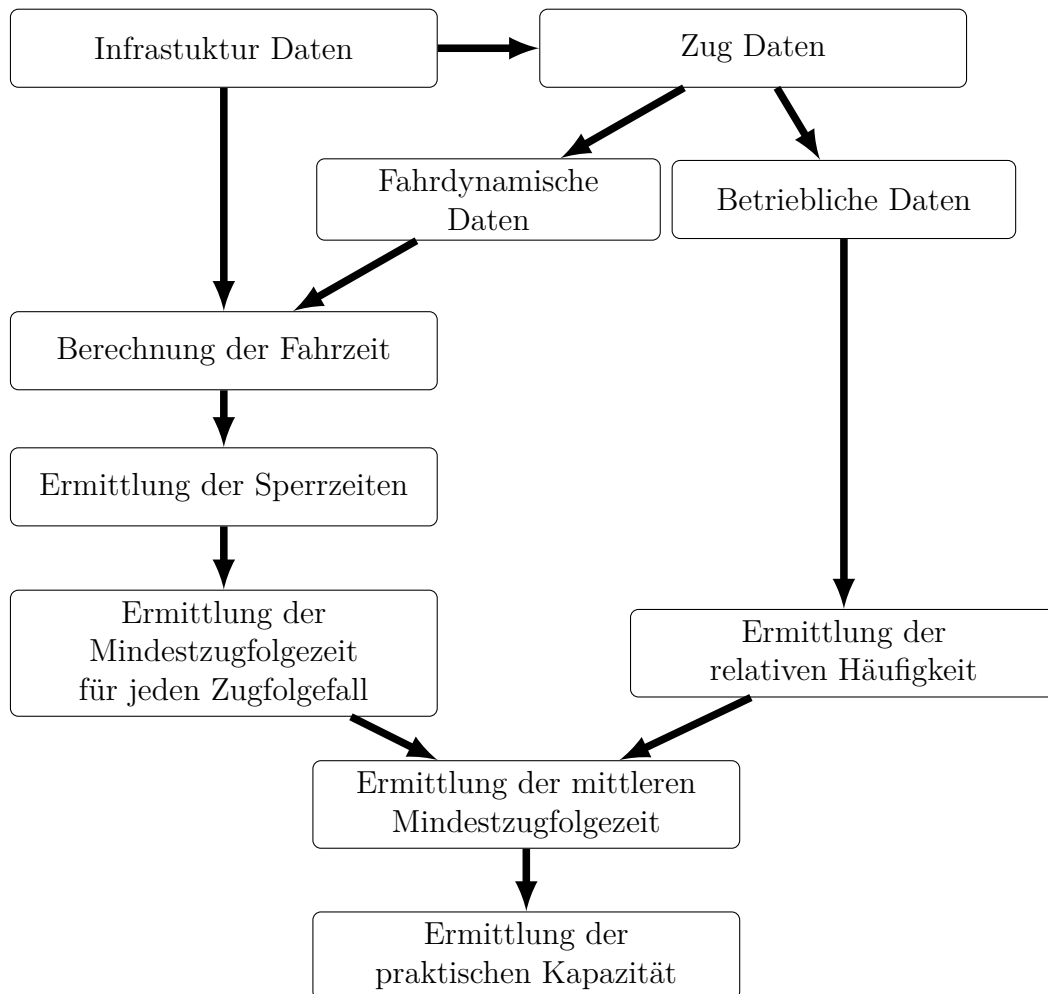 Infrastuktur Daten
Zug Daten
Fahrdynamische
Daten
Betriebliche Daten
Berechnung der Fahrzeit
Ermittlung der Sperrzeiten
Ermittlung der
Mindestzugfolgezeit
für jeden Zugfolgefall
Ermittlung der
relativen Häufigkeit
Ermittlung der mittleren
Mindestzugfolgezeit
Ermittlung der
praktischen Kapazität